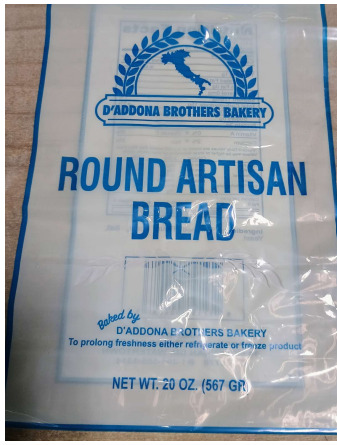 D'ADDONA BROTHERS BAKERY
ROUND ARTISAN
BREAD
Baked by
D'ADDONA BROTHERS BAKERY
To prolong freshness either refrigerate or freeze product
NET WT. 20 OZ. (567 GR)